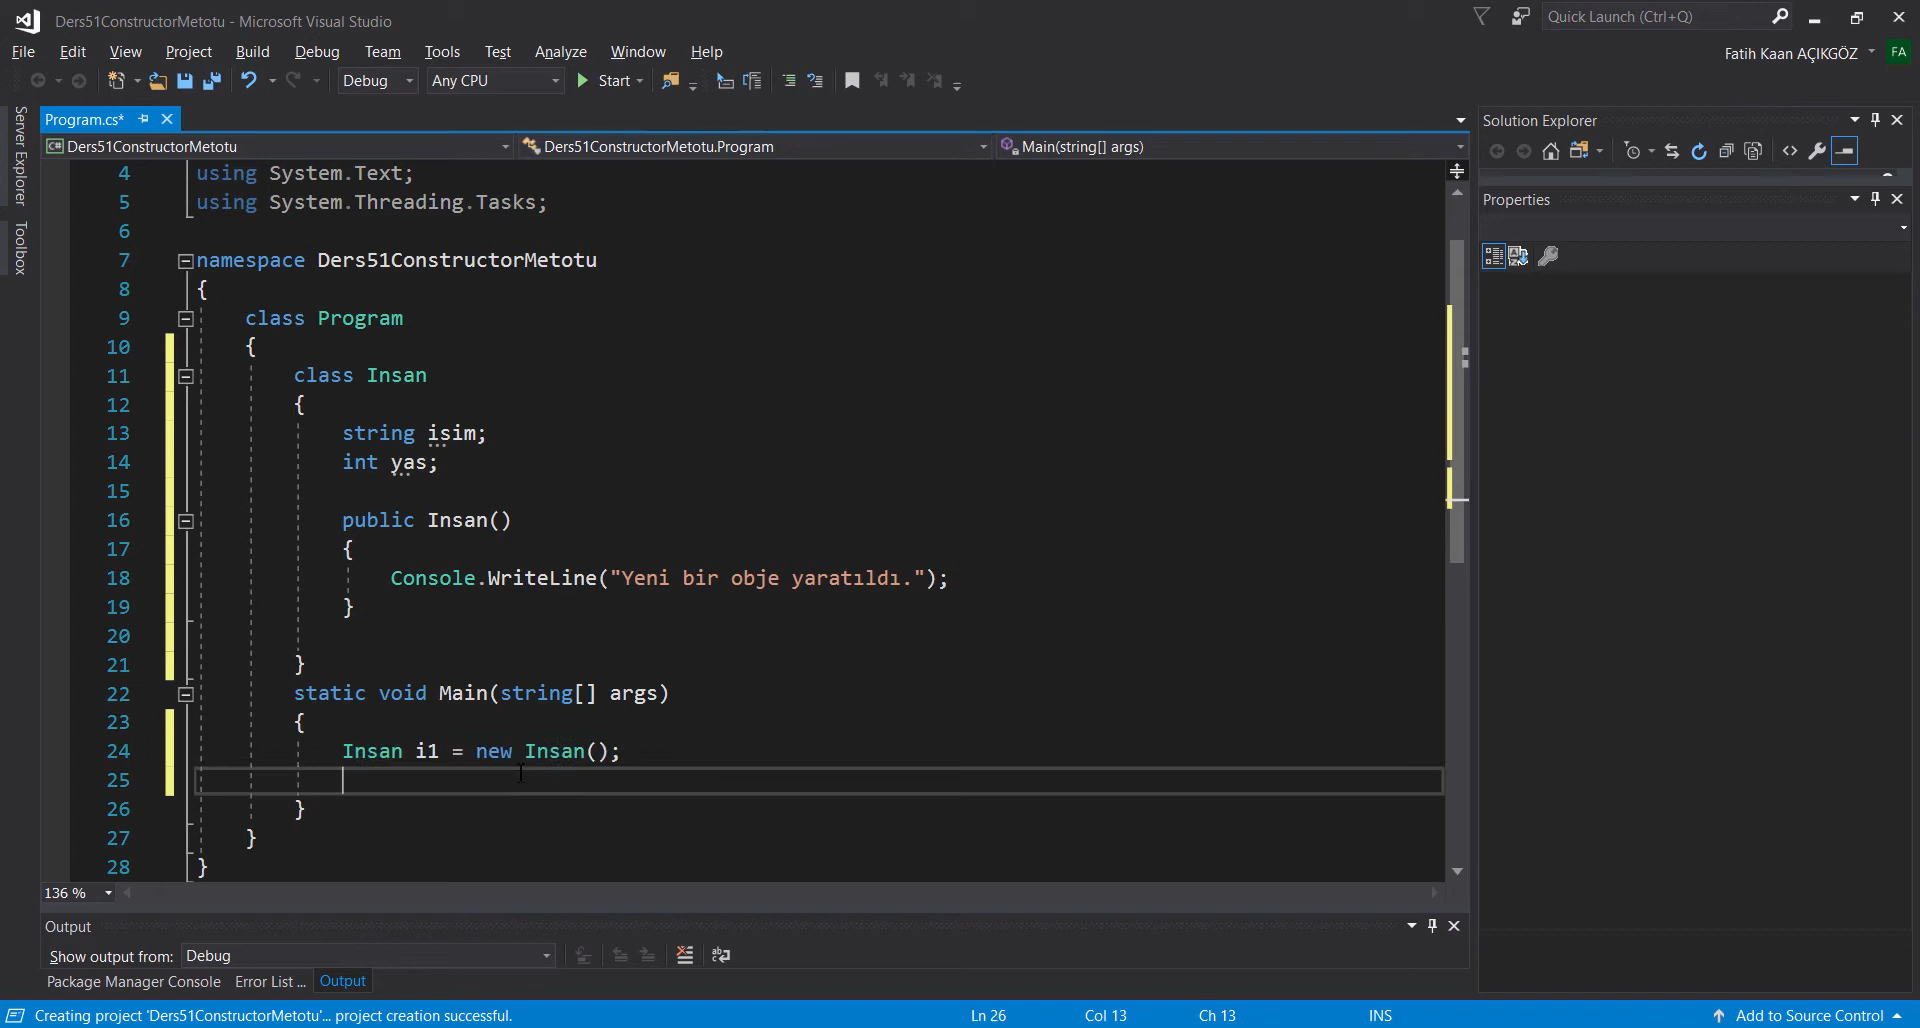 Ders51ConstructorMetotu - Microsoft Visual Studio
Quick Launch (Ctrl+Q)
File Edit View Project Build Debug Team Tools Test Analyze Window Help
Fatih Kaan AÇIKGÖZ FA
Debug Any CPU Start
Server Explorer
Toolbox
Program.cs*
Ders51ConstructorMetotu Ders51ConstructorMetotu.Program Main(string[] args)
4 using System.Text;
5 using System.Threading.Tasks;
6
7 namespace Ders51ConstructorMetotu
8 {
9 class Program
10 {
11 class Insan
12 {
13 string isim;
14 int yas;
15
16 public Insan()
17 {
18 Console.WriteLine("Yeni bir obje yaratıldı.");
19 }
20
21 }
22 static void Main(string[] args)
23 {
24 Insan i1 = new Insan();
25
26 }
27 }
28 }
136 %
Solution Explorer
Properties
Output
Show output from: Debug
Package Manager Console Error List ... Output
Creating project 'Ders51ConstructorMetotu'... project creation successful. Ln 26 Col 13 Ch 13 INS Add to Source Control